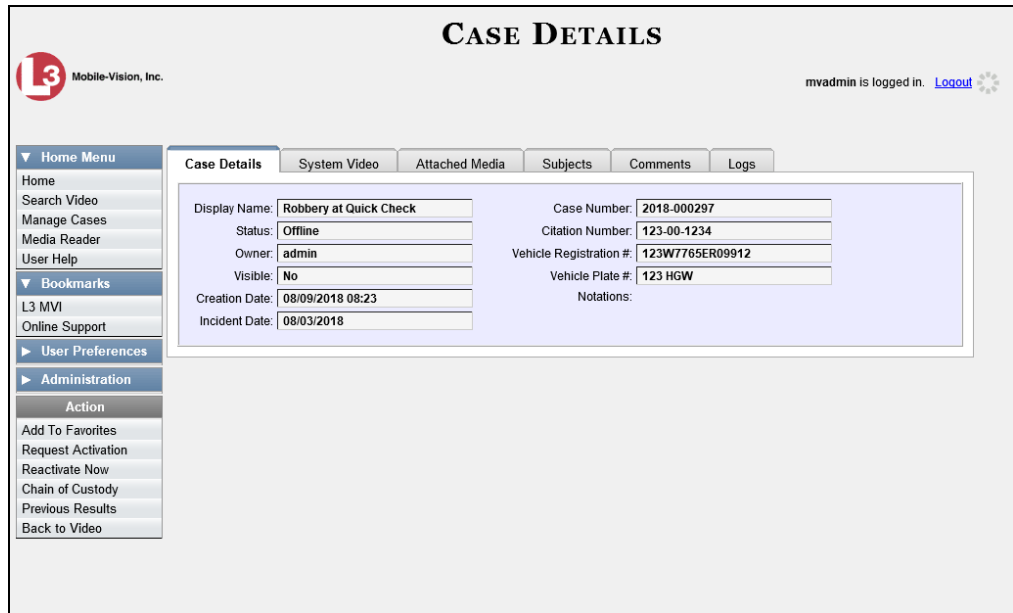 CASE DETAILS
L3 Mobile-Vision, Inc.
mvadmin is logged in. Logout
▼ Home Menu
Home
Search Video
Manage Cases
Media Reader
User Help
▼ Bookmarks
L3 MVI
Online Support
► User Preferences
► Administration
Action
Add To Favorites
Request Activation
Reactivate Now
Chain of Custody
Previous Results
Back to Video
Case Details System Video Attached Media Subjects Comments Logs
Display Name: Robbery at Quick Check Case Number: 2018-000297
Status: Offline Citation Number: 123-00-1234
Owner: admin Vehicle Registration #: 123W7765ER09912
Visible: No Vehicle Plate #: 123 HGW
Creation Date: 08/09/2018 08:23 Notations:
Incident Date: 08/03/2018